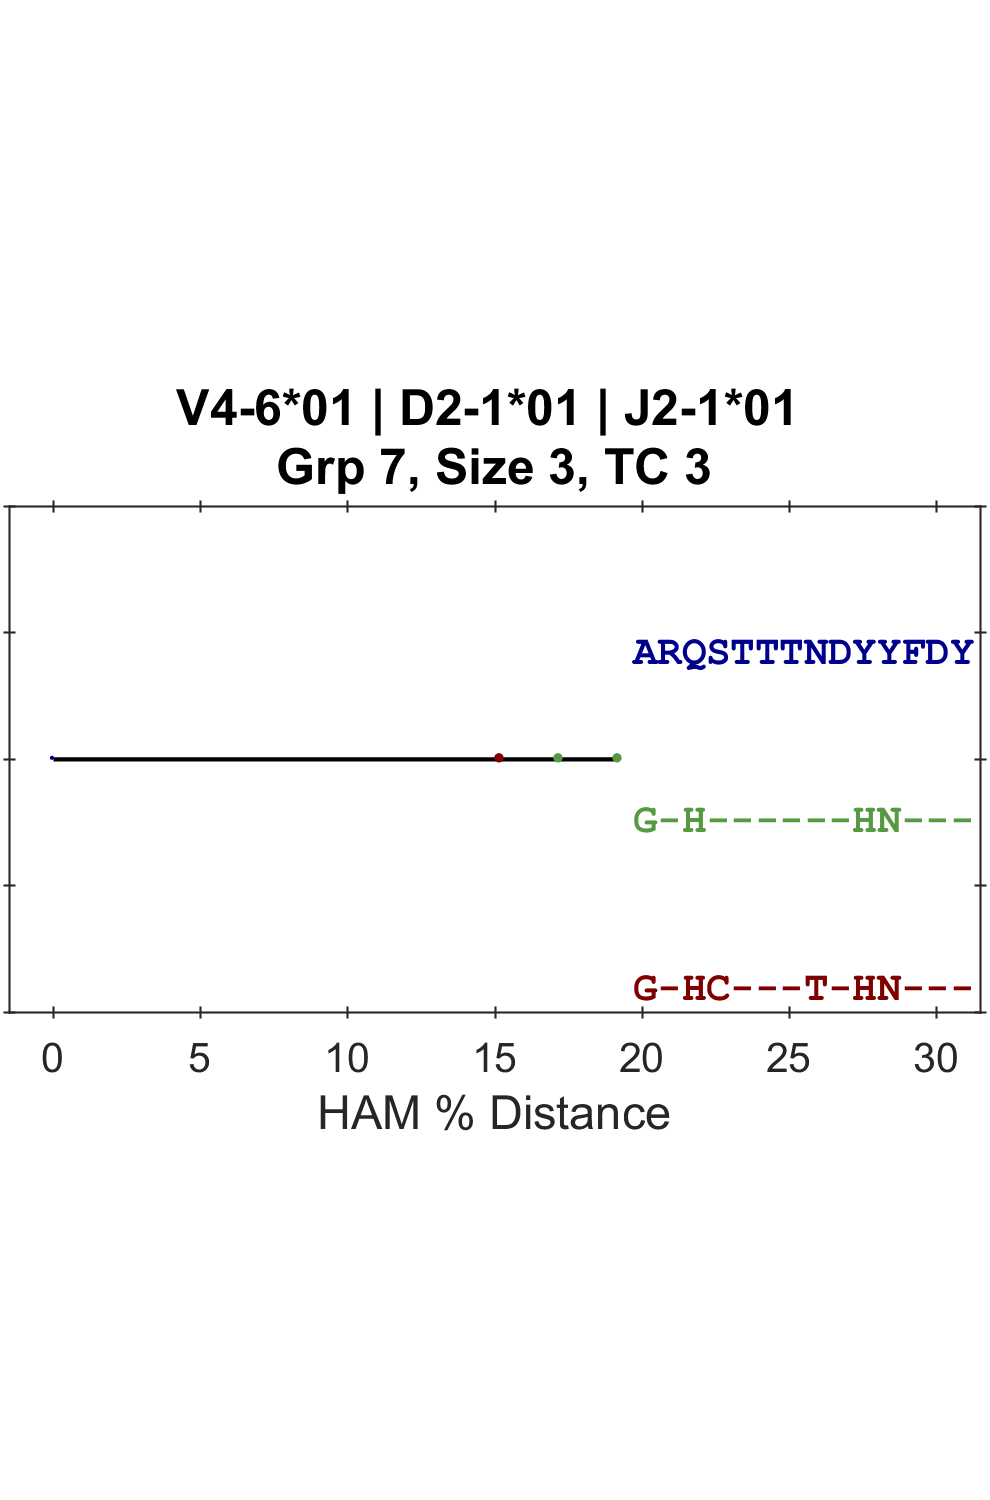 V4-6*01 | D2-1*01 | J2-1*01
Grp 7, Size 3, TC 3
ARQSTTTNDYYFDY
G-H------HN---
G-HC---T-HN---
0 5 10 15 20 25 30
HAM % Distance